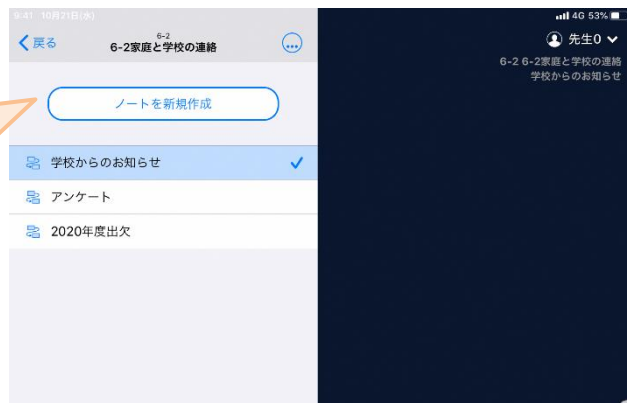 9:41 10月21日(水)
4G 53%
戻る
6-2
6-2家庭と学校の連絡
先生0
6-2 6-2家庭と学校の連絡
学校からのお知らせ
ノートを新規作成
学校からのお知らせ
アンケート
2020年度出欠